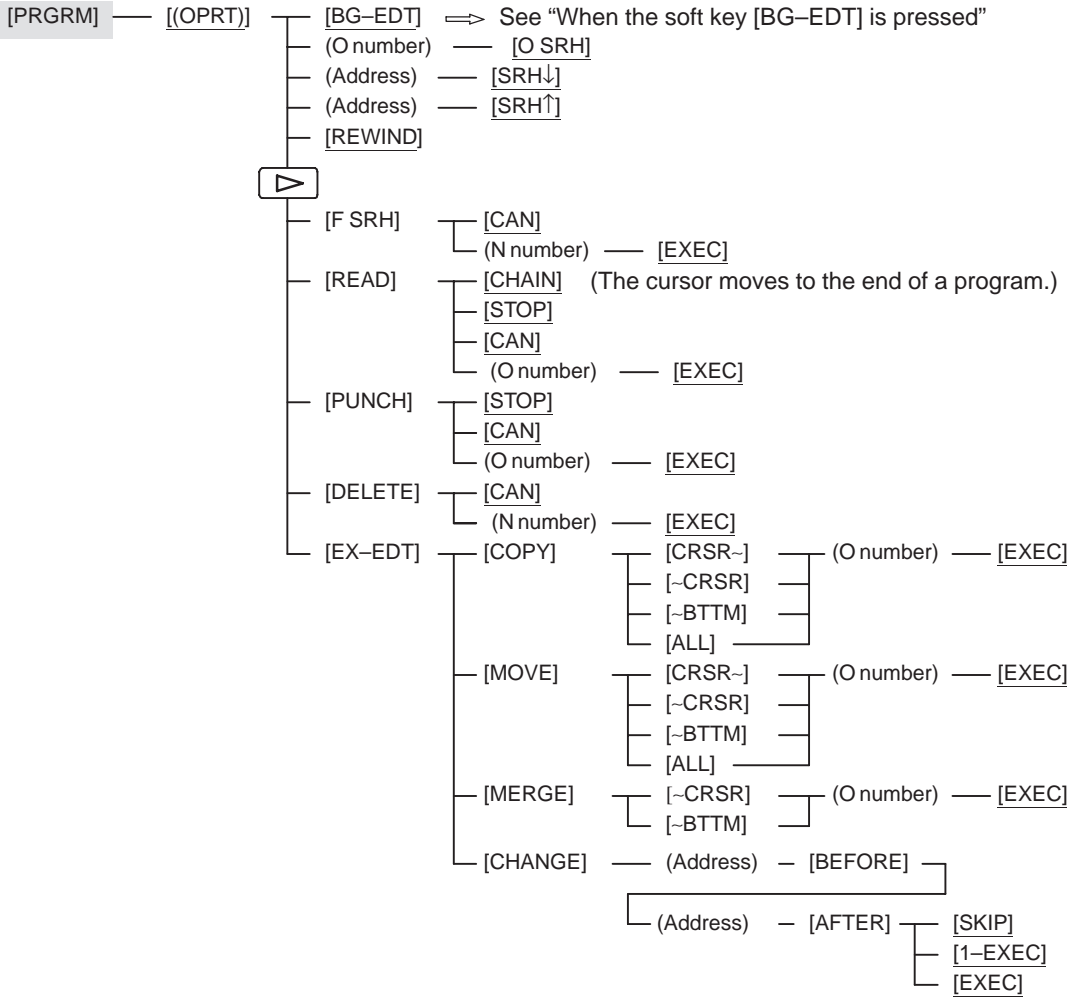 [PRGRM] [(OPRT)] [BG–EDT] See “When the soft key [BG–EDT] is pressed”
(O number) [O SRH]
(Address) [SRH↓]
(Address) [SRH↑]
[REWIND]
[F SRH] [CAN]
(N number) [EXEC]
[READ] [CHAIN] (The cursor moves to the end of a program.)
[STOP]
[CAN]
(O number) [EXEC]
[PUNCH] [STOP]
[CAN]
(O number) [EXEC]
[DELETE] [CAN]
(N number) [EXEC]
[EX–EDT] [COPY] [CRSR~] (O number) [EXEC]
[~CRSR]
[~BTTM]
[ALL]
[MOVE] [CRSR~] (O number) [EXEC]
[~CRSR]
[~BTTM]
[ALL]
[MERGE] [~CRSR] (O number) [EXEC]
[~BTTM]
[CHANGE] (Address) [BEFORE]
(Address) [AFTER] [SKIP]
[1–EXEC]
[EXEC]